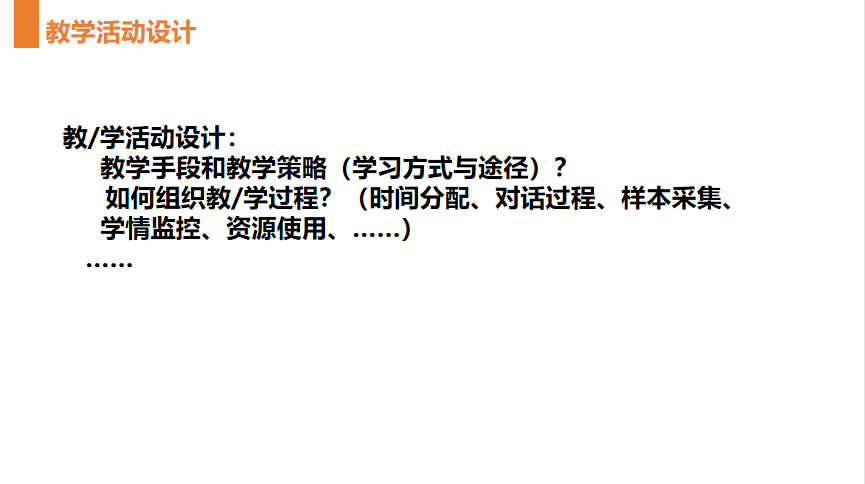 教学活动设计
教/学活动设计：
教学手段和教学策略（学习方式与途径）？
如何组织教/学过程？（时间分配、对话过程、样本采集、
学情监控、资源使用、……）
……